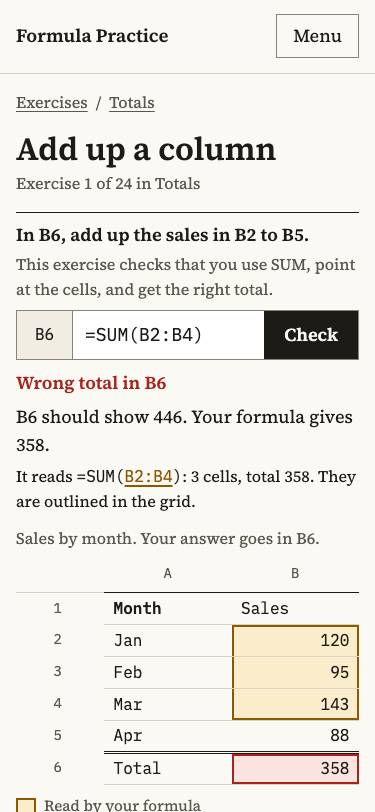 Formula Practice
Menu
Exercises / Totals
Add up a column
Exercise 1 of 24 in Totals
In B6, add up the sales in B2 to B5.
This exercise checks that you use SUM, point
at the cells, and get the right total.
B6 =SUM(B2:B4) Check
Wrong total in B6
B6 should show 446. Your formula gives
358.
It reads =SUM(B2:B4): 3 cells, total 358. They
are outlined in the grid.
Sales by month. Your answer goes in B6.
A B
1 Month Sales
2 Jan 120
3 Feb 95
4 Mar 143
5 Apr 88
6 Total 358
Read by your formula